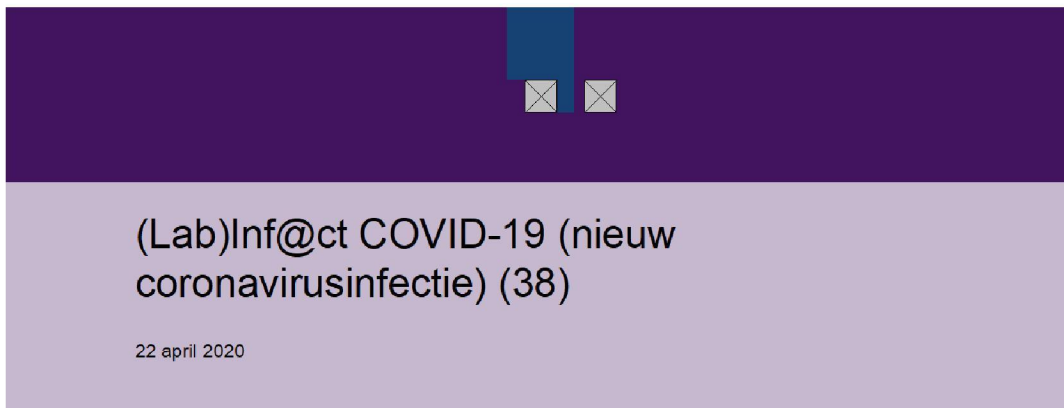 (Lab)Inf@ct COVID-19 (nieuw
coronavirusinfectie) (38)
22 april 2020